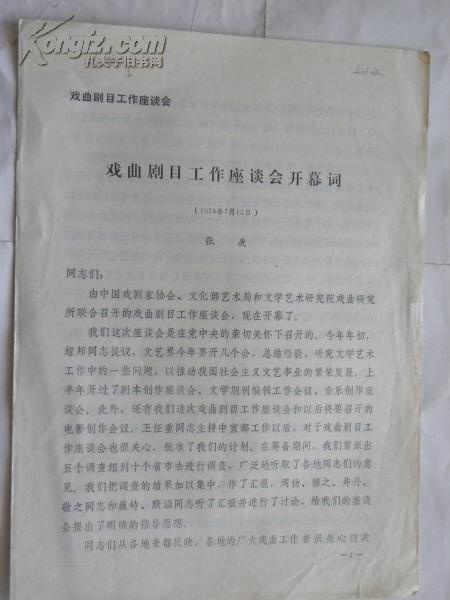 Kongfz.com
孔夫子旧书网
戏曲剧目工作座谈会
戏曲剧目工作座谈会开幕词
张 庚
同志们：
由中国戏剧家协会、文化部艺术局和文学艺术研究院戏曲研究
所联合召开的戏曲剧目工作座谈会，现在开幕了。
我们这次座谈会是在党中央的亲切关怀下召开的。今年年初，
耀邦同志提议，文艺界今年要开几个会，总结经验，研究文学艺术
工作中的一些问题，以推动我国社会主义文艺事业的繁荣发展。上
半年开过了剧本创作座谈会、文学期刊编辑工作会议、音乐创作座
谈会。此外，还有我们这次戏曲剧目工作座谈会和以后将要召开的
电影创作会议。王任重同志主持中宣部工作以后，对于戏曲剧目工
作座谈会也很关心，批准了我们的计划。在筹备期间，我们曾派出
五个调查组到十个省市去进行调查，广泛地听取了各地同志们的意
见。我们把调查的结果加以集中，作了汇报，周扬、穆之、
敬之同志和默涵同志听了汇报并进行了讨论，给我们的座谈
会提出了明确的指导思想。
同志们从各地来都反映，各地的广大戏曲工作者很关心这次
—1—